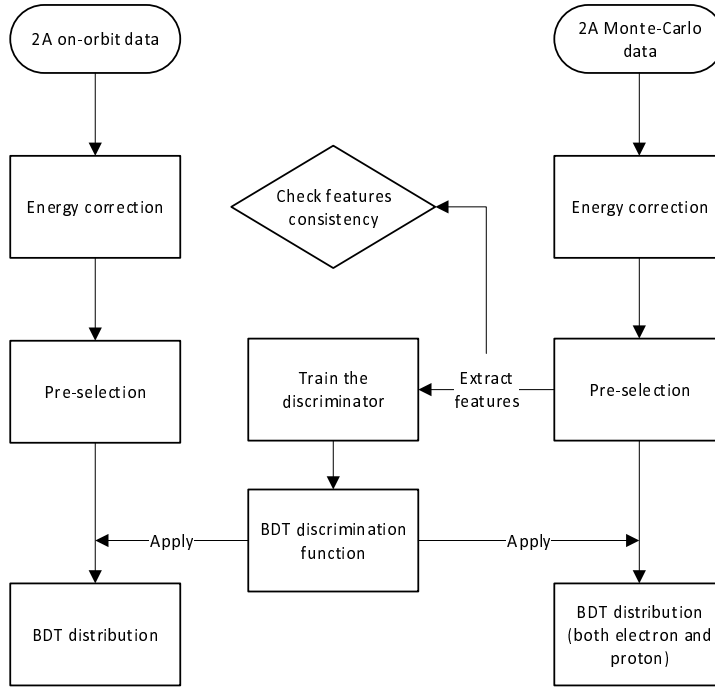 2A on-orbit data
2A Monte-Carlo
data
Energy correction
Check features
consistency
Energy correction
Pre-selection
Train the
discriminator
Extract
features
Pre-selection
Apply
BDT discrimination
function
Apply
BDT distribution
BDT distribution
(both electron and
proton)